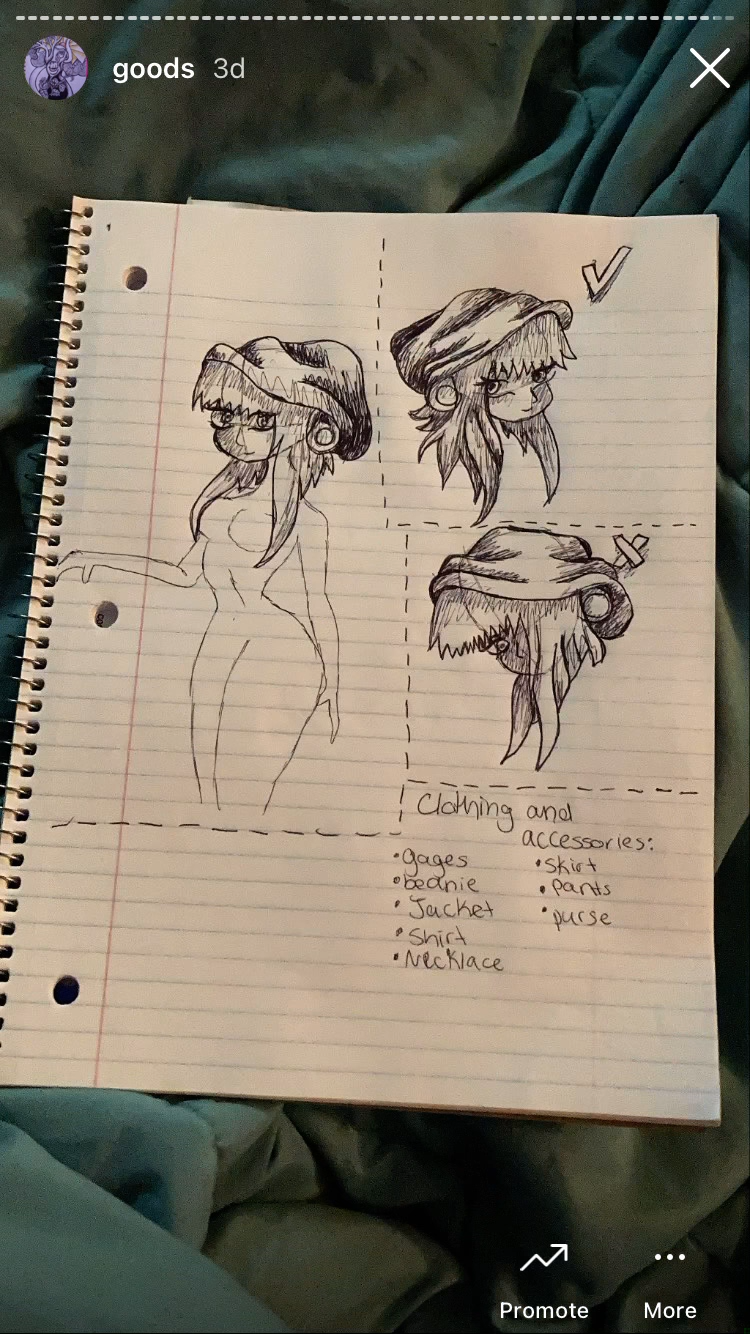 goods 3d
Clothing and
accessories:
• gages
• beanie
• Jacket
• Shirt
• Necklace
• Skirt
• Pants
• purse
Promote
More